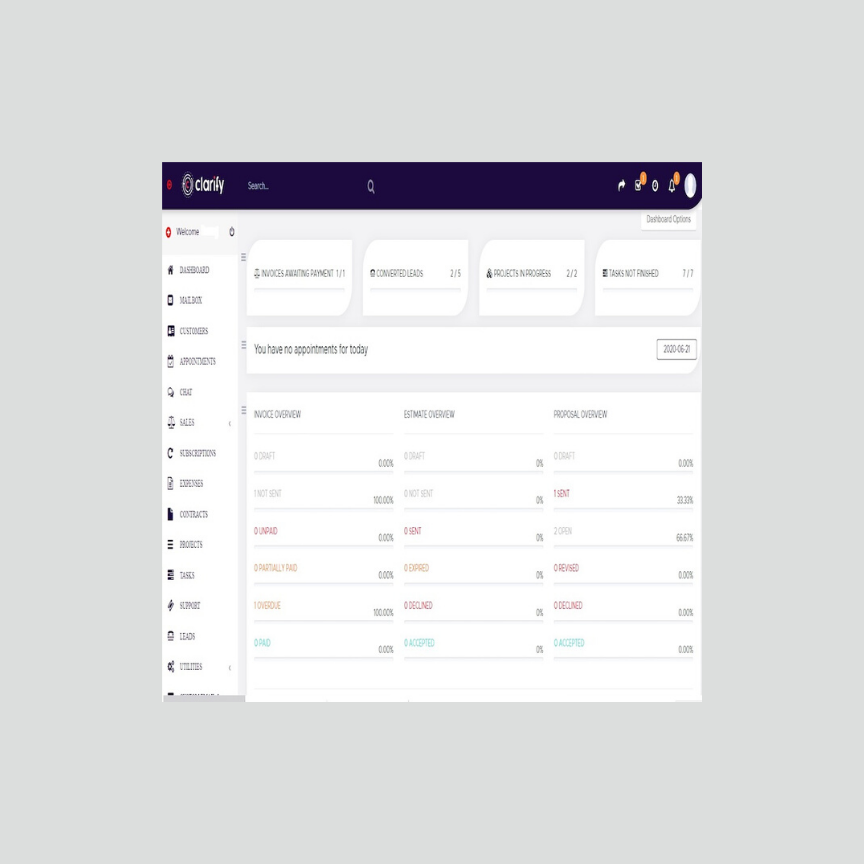 clarify
Search...
Dashboard Options
Welcome
DASHBOARD
MAILBOX
CUSTOMERS
APPOINTMENTS
CHAT
SALES
SUBSCRIPTIONS
EXPENSES
CONTRACTS
PROJECTS
TASKS
SUPPORT
LEADS
UTILITIES
INVOICES AWAITING PAYMENT 1 / 1
CONVERTED LEADS 2 / 5
PROJECTS IN PROGRESS 2 / 2
TASKS NOT FINISHED 7 / 7
You have no appointments for today
2020-06-21
INVOICE OVERVIEW
0 DRAFT 0.00%
1 NOT SENT 100.00%
0 UNPAID 0.00%
0 PARTIALLY PAID 0.00%
1 OVERDUE 100.00%
0 PAID 0.00%
ESTIMATE OVERVIEW
0 DRAFT 0%
0 NOT SENT 0%
0 SENT 0%
0 EXPIRED 0%
0 DECLINED 0%
0 ACCEPTED 0%
PROPOSAL OVERVIEW
0 DRAFT 0.00%
1 SENT 33.33%
2 OPEN 66.67%
0 REVISED 0.00%
0 DECLINED 0.00%
0 ACCEPTED 0.00%